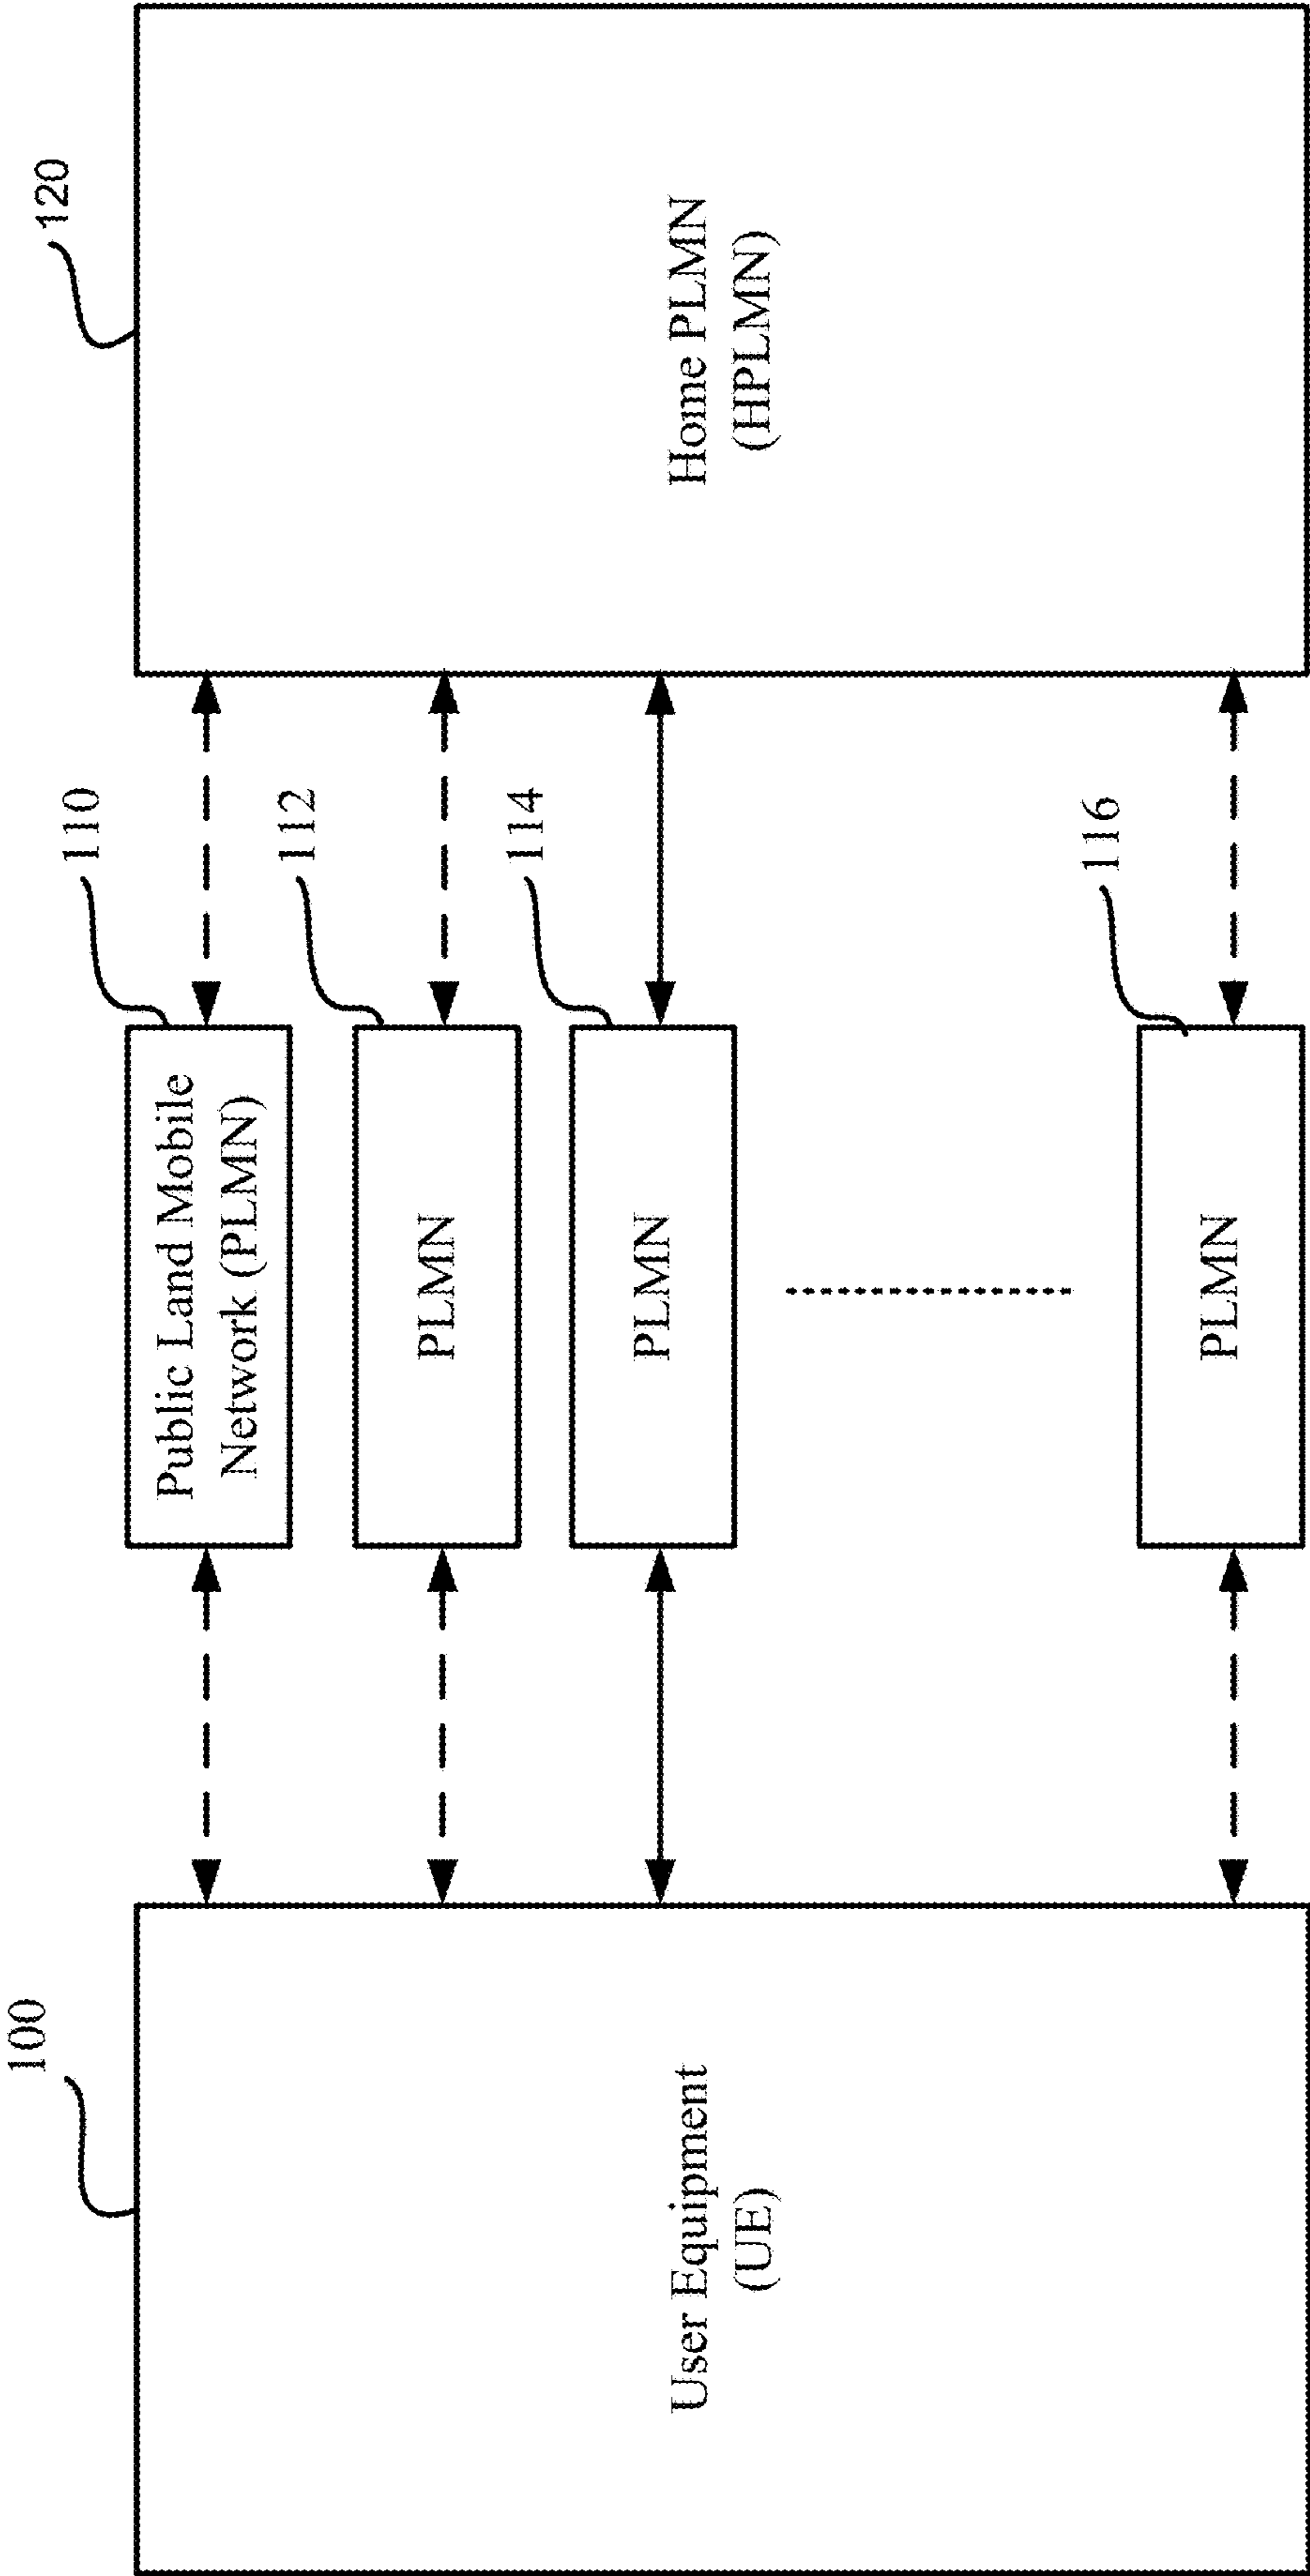 100
User Equipment
(UE)
110
Public Land Mobile
Network (PLMN)
112
PLMN
114
PLMN
116
PLMN
120
Home PLMN
(HPLMN)